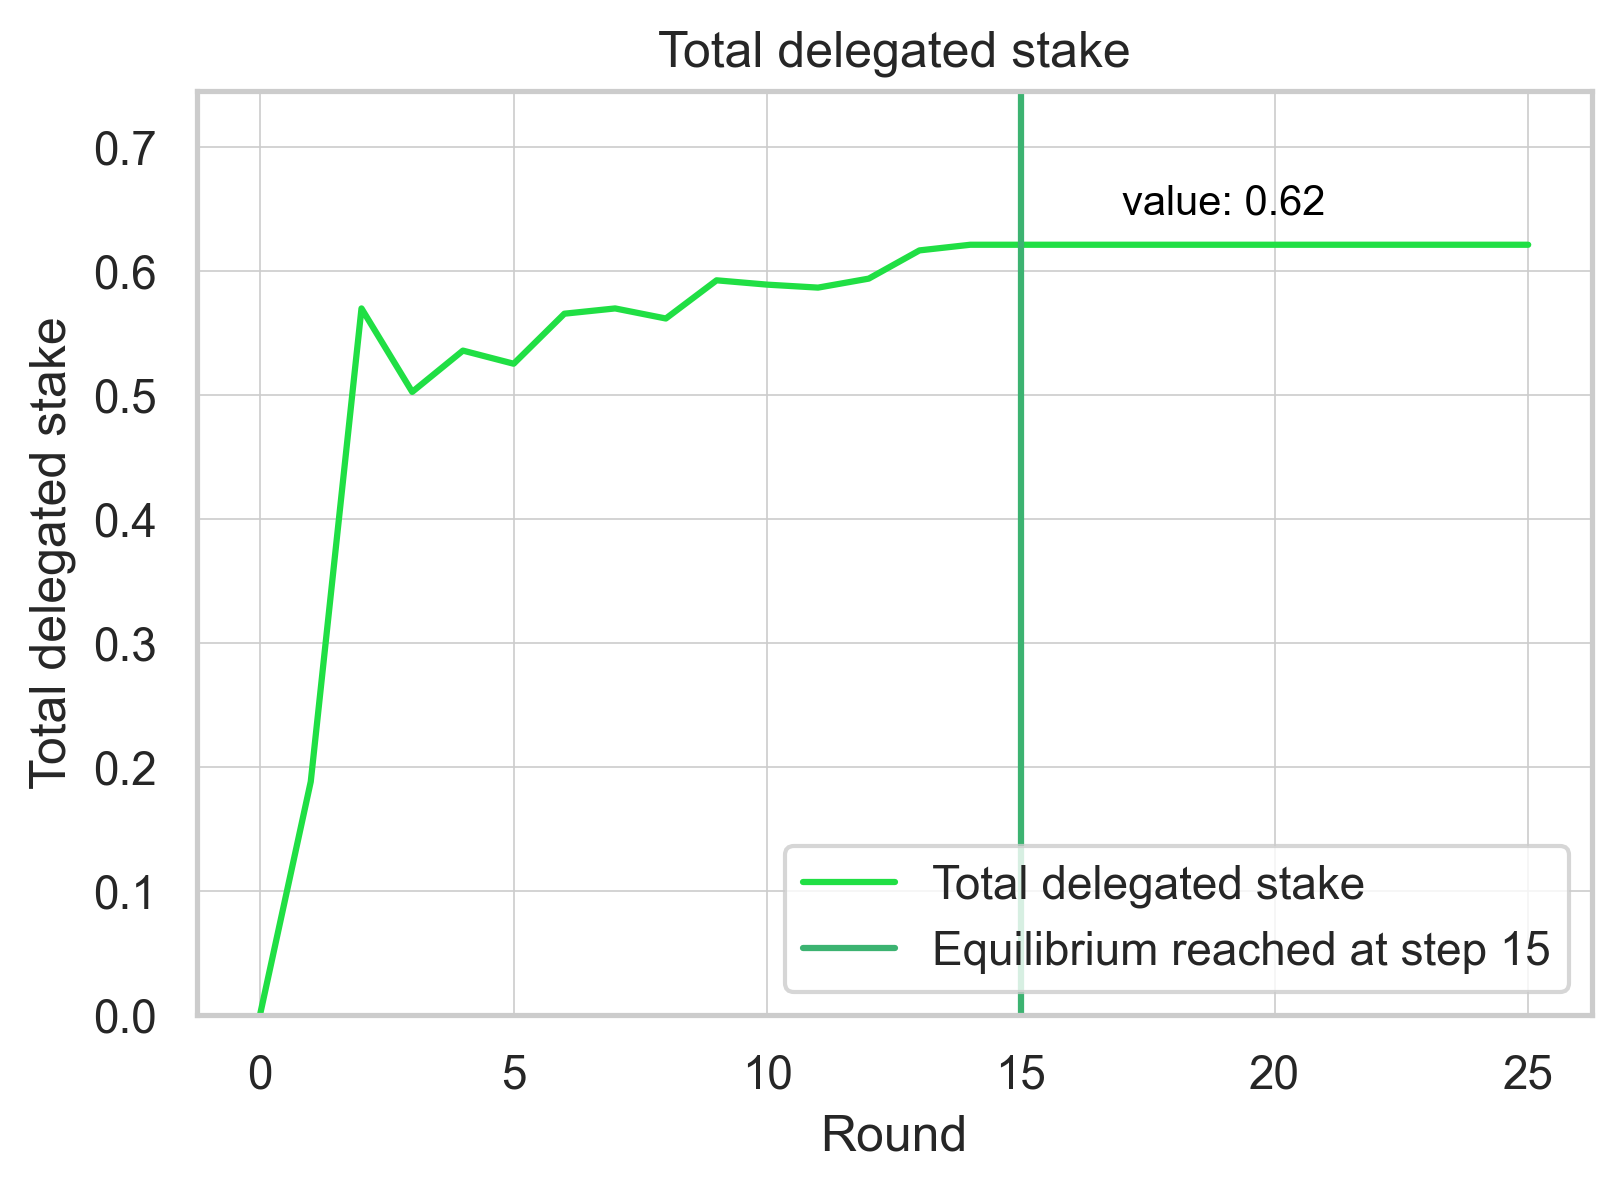 Total delegated stake
Total delegated stake
0.7
0.6
0.5
0.4
0.3
0.2
0.1
0.0
value: 0.62
Total delegated stake
Equilibrium reached at step 15
0 5 10 15 20 25
Round